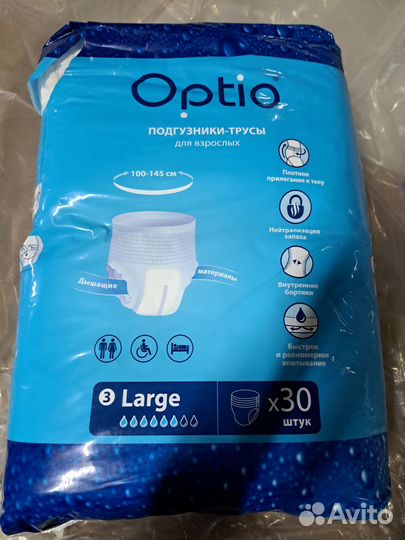 Optio
ПОДГУЗНИКИ-ТРУСЫ
для взрослых
100-145 см
Плотное
прилегание к телу
Нейтрализация
запаха
Дышащие
материалы
Внутренние
бортики
Быстрое
и равномерное
впитывание
3 Large
x30
штук
Avito